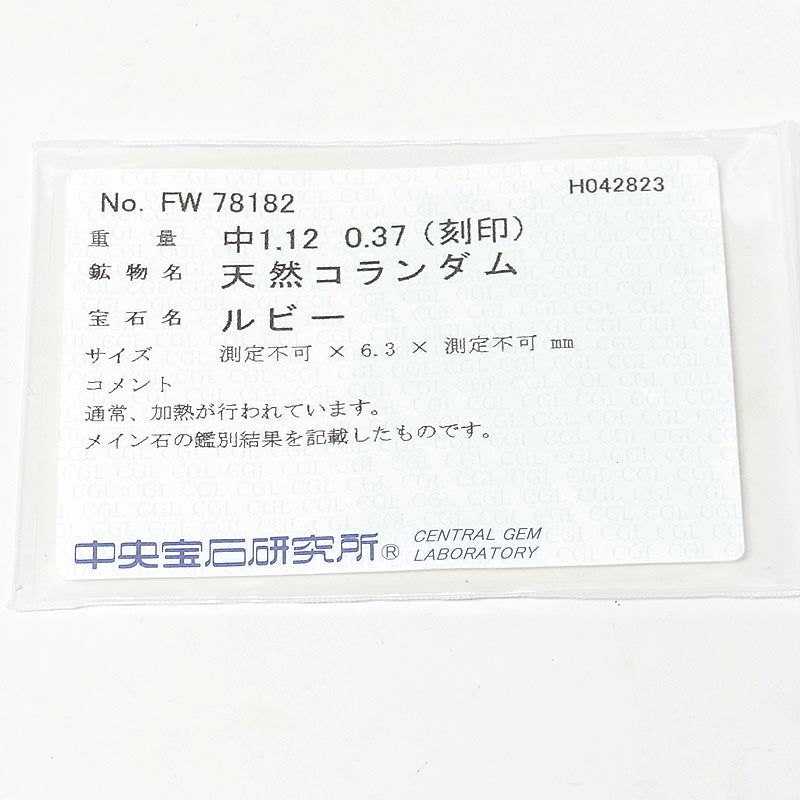 No. FW 78182
H042823
重量 中1.12 0.37（刻印）
鉱物名 天然コランダム
宝石名 ルビー
サイズ 測定不可 × 6.3 × 測定不可 mm
コメント
通常、加熱が行われています。
メイン石の鑑別結果を記載したものです。
中央宝石研究所® CENTRAL GEM
LABORATORY